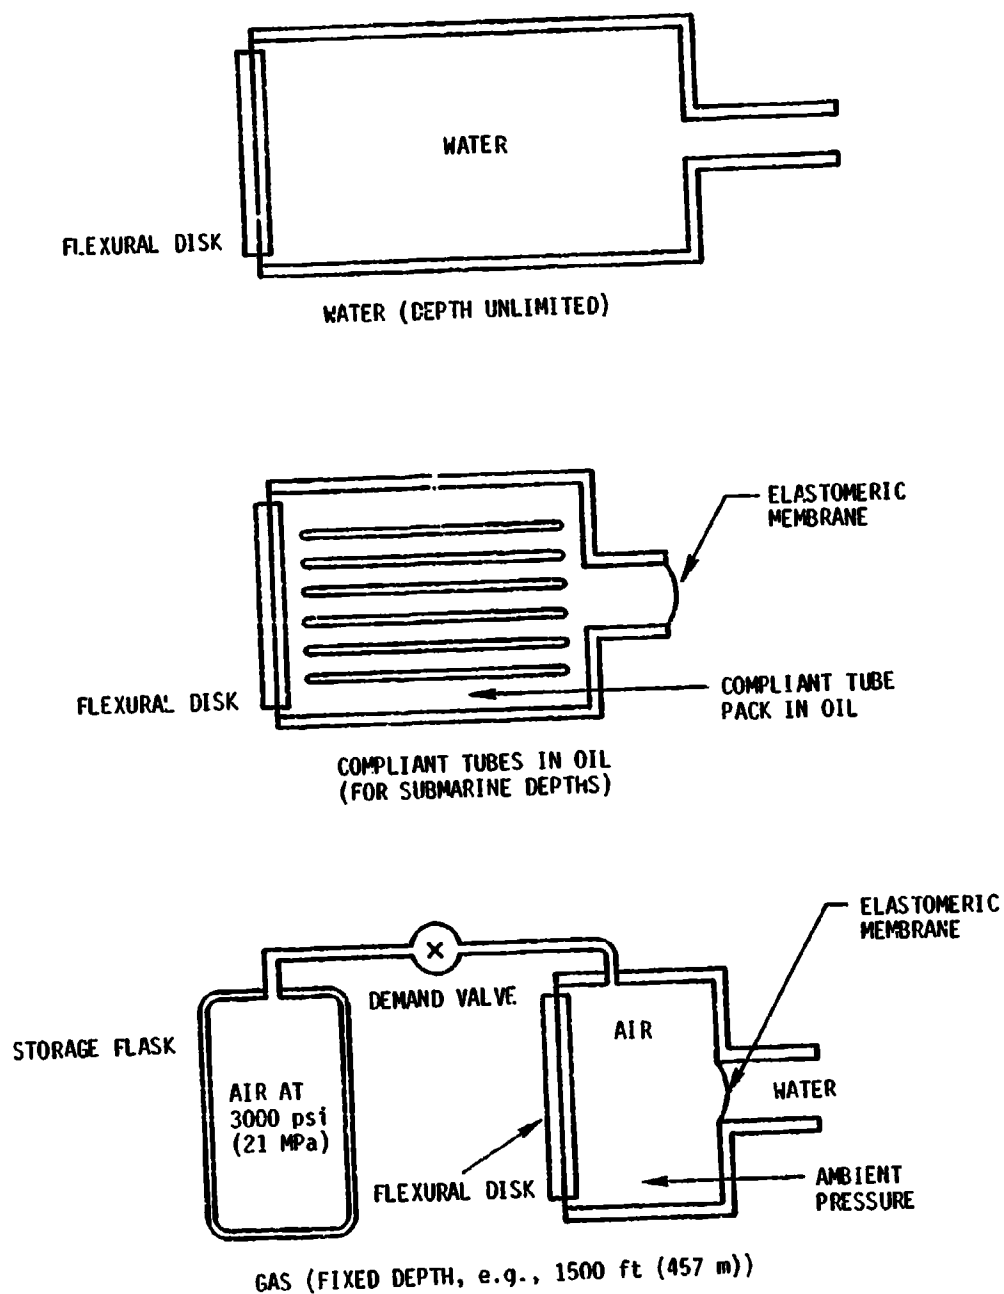 WATER
FLEXURAL DISK
WATER (DEPTH UNLIMITED)
ELASTOMERIC
MEMBRANE
FLEXURAL DISK
COMPLIANT TUBE
PACK IN OIL
COMPLIANT TUBES IN OIL
(FOR SUBMARINE DEPTHS)
ELASTOMERIC
MEMBRANE
DEMAND VALVE
STORAGE FLASK
AIR
AIR AT
3000 psi
(21 MPa)
WATER
FLEXURAL DISK
AMBIENT
PRESSURE
GAS (FIXED DEPTH, e.g., 1500 ft (457 m))